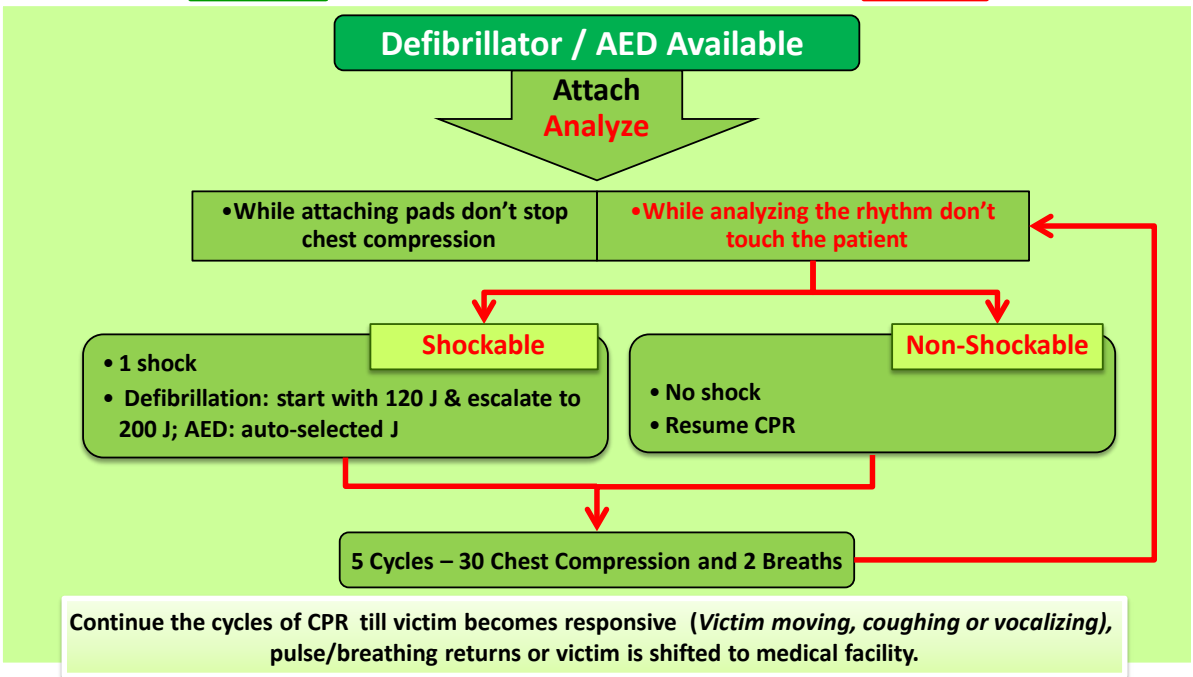 Defibrillator / AED Available
Attach
Analyze
•While attaching pads don’t stop
chest compression
•While analyzing the rhythm don’t
touch the patient
Shockable
• 1 shock
• Defibrillation: start with 120 J & escalate to
200 J; AED: auto-selected J
Non-Shockable
• No shock
• Resume CPR
5 Cycles – 30 Chest Compression and 2 Breaths
Continue the cycles of CPR till victim becomes responsive (Victim moving, coughing or vocalizing),
pulse/breathing returns or victim is shifted to medical facility.